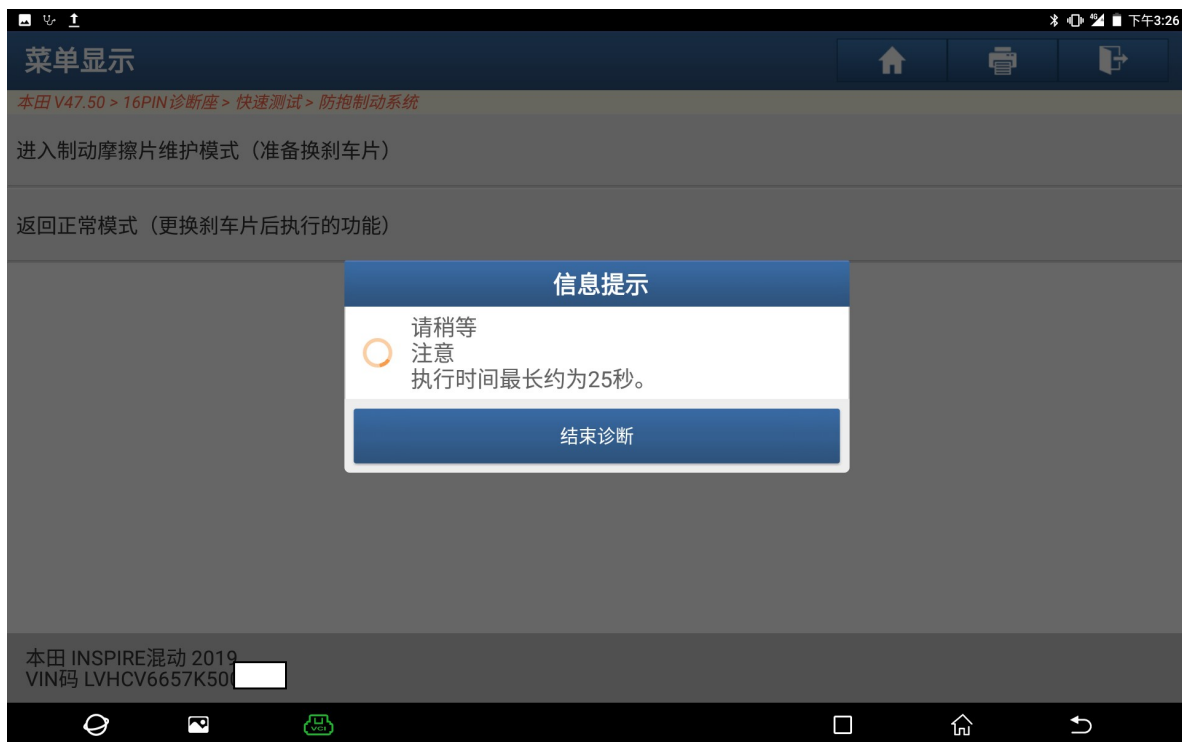 下午3:26
菜单显示
本田 V47.50 > 16PIN诊断座 > 快速测试 > 防抱制动系统
进入制动摩擦片维护模式（准备换刹车片）
返回正常模式（更换刹车片后执行的功能）
信息提示
请稍等
注意
执行时间最长约为25秒。
结束诊断
本田 INSPIRE混动 2019
VIN码 LVHCV6657K500
VCI